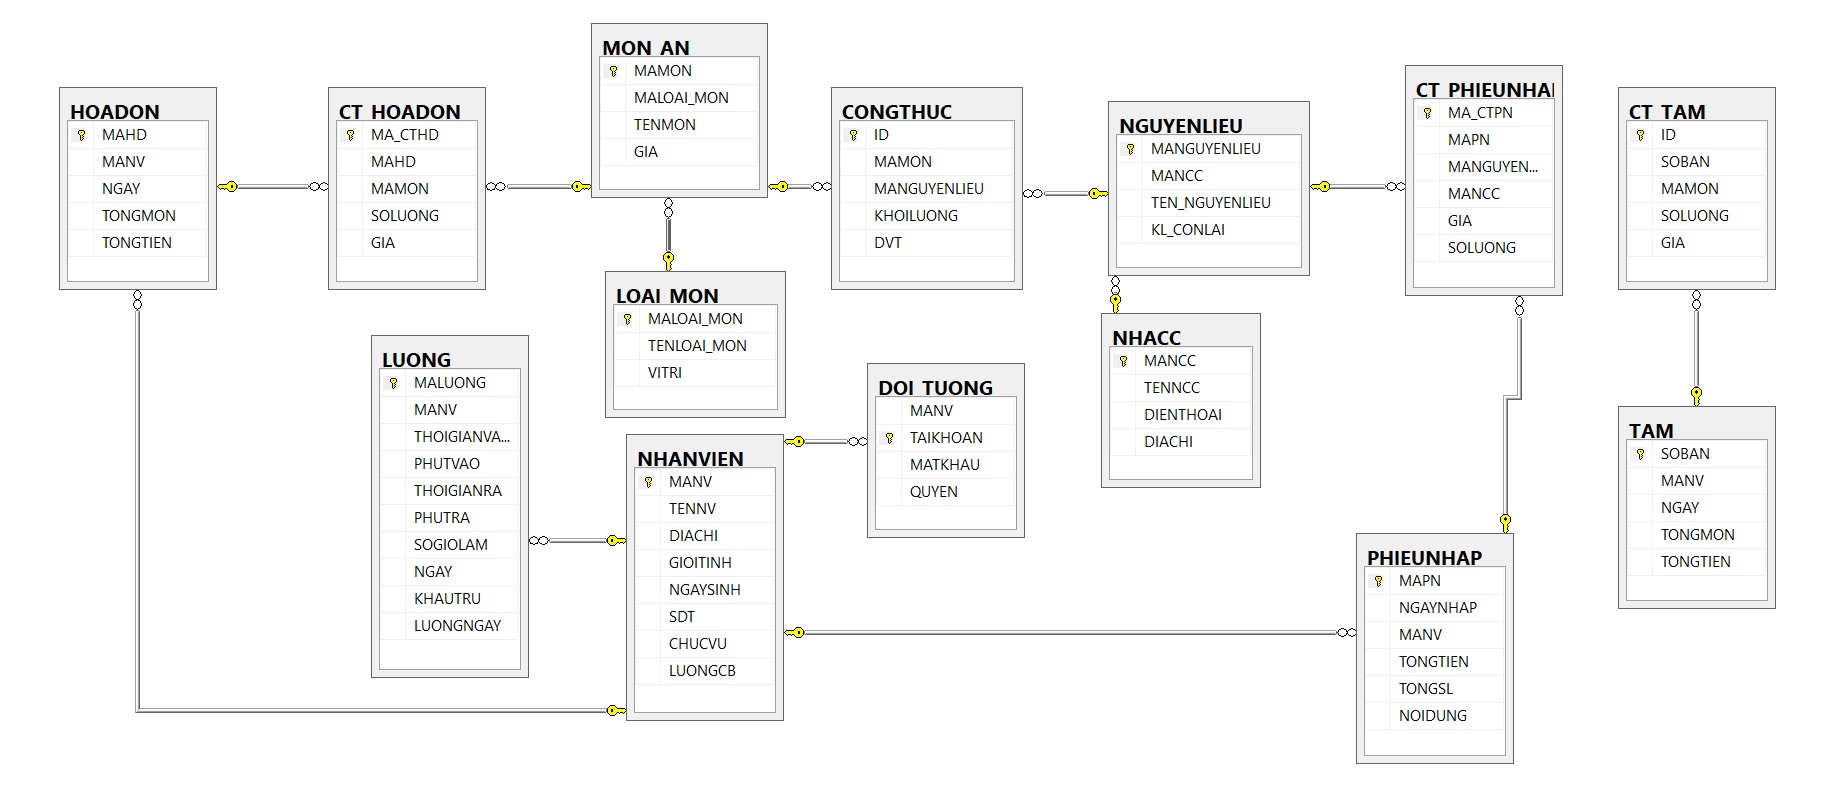 HOADON
MAHD
MANV
NGAY
TONGMON
TONGTIEN
CT_HOADON
MA_CTHD
MAHD
MAMON
SOLUONG
GIA
MON_AN
MAMON
MALOAI_MON
TENMON
GIA
CONGTHUC
ID
MAMON
MANGUYENLIEU
KHOILUONG
DVT
NGUYENLIEU
MANGUYENLIEU
MANCC
TEN_NGUYENLIEU
KL_CONLAI
CT_PHIEUNHA
MA_CTPN
MAPN
MANGUYEN...
MANCC
GIA
SOLUONG
CT_TAM
ID
SOBAN
MAMON
SOLUONG
GIA
LOAI_MON
MALOAI_MON
TENLOAI_MON
VITRI
LUONG
MALUONG
MANV
THOIGIANVA...
PHUTVAO
THOIGIANRA
PHUTRA
SOGIOLAM
NGAY
KHAUTRU
LUONGNGAY
NHANVIEN
MANV
TENNV
DIACHI
GIOITINH
NGAYSINH
SDT
CHUCVU
LUONGCB
DOI_TUONG
MANV
TAIKHOAN
MATKHAU
QUYEN
NHACC
MANCC
TENNCC
DIENTHOAI
DIACHI
PHIEUNHAP
MAPN
NGAYNHAP
MANV
TONGTIEN
TONGSL
NOIDUNG
TAM
SOBAN
MANV
NGAY
TONGMON
TONGTIEN